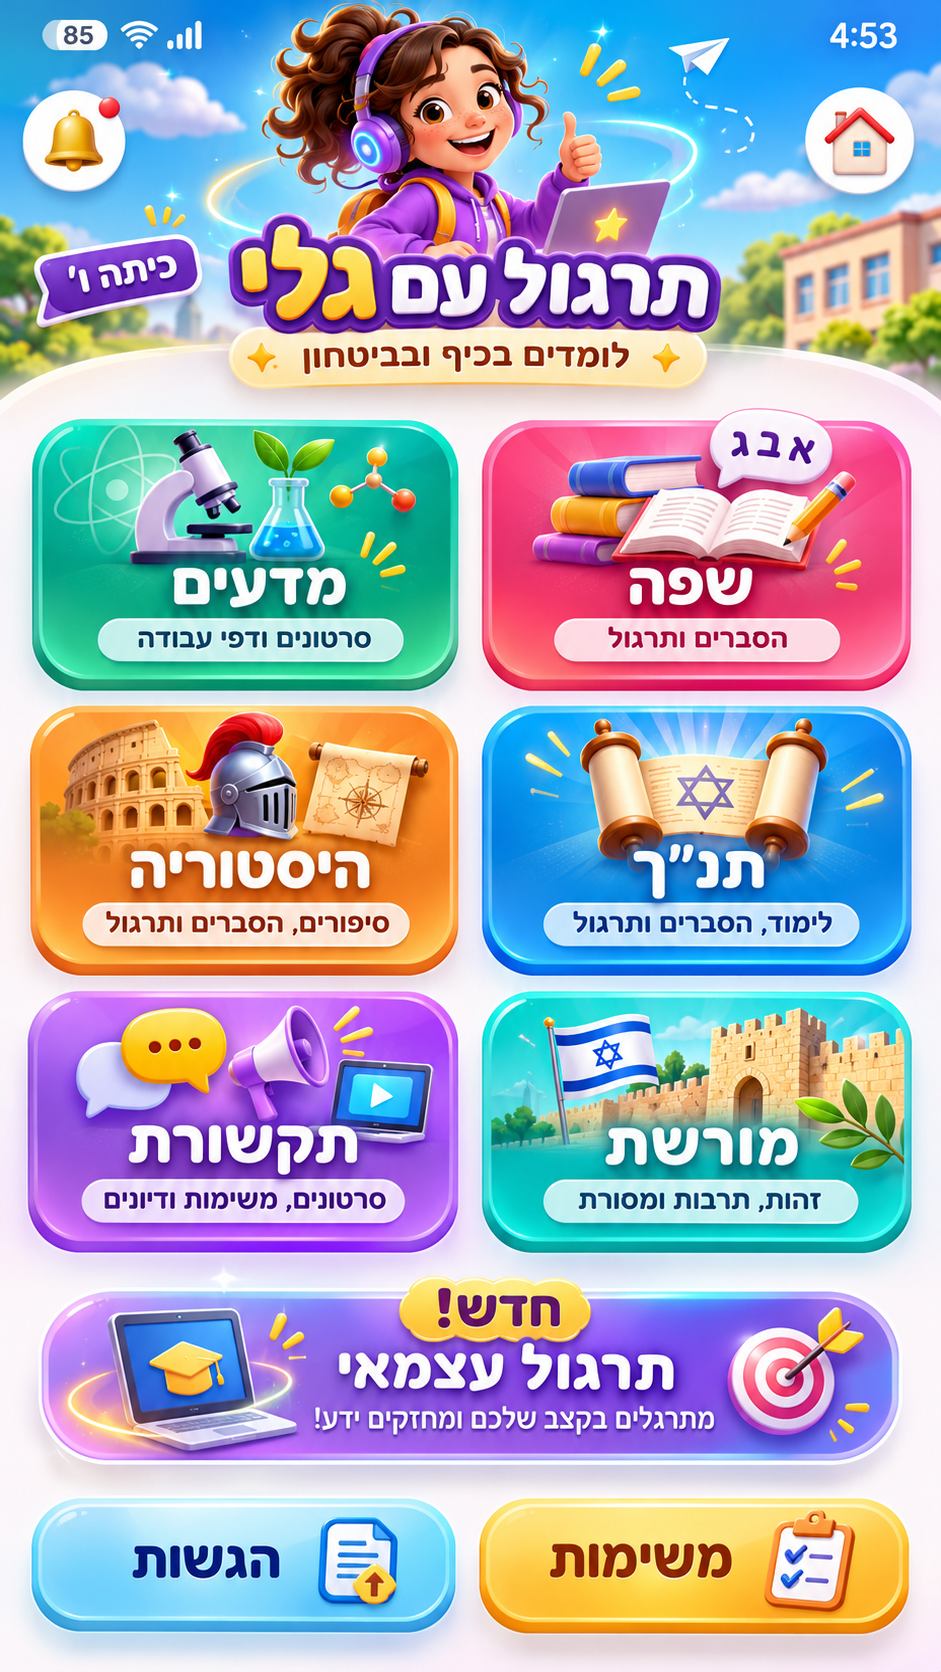 4:53
85
כיתה ו'
תרגול עם גלי
לומדים בכיף ובביטחון
א ב ג
שפה
הסברים ותרגול
מדעים
סרטונים ודפי עבודה
תנ"ך
לימוד, הסברים ותרגול
היסטוריה
סיפורים, הסברים ותרגול
מורשת
זהות, תרבות ומסורת
תקשורת
סרטונים, משימות ודיונים
חדש!
תרגול עצמאי
מתרגלים בקצב שלכם ומחזקים ידע!
משימות
הגשות